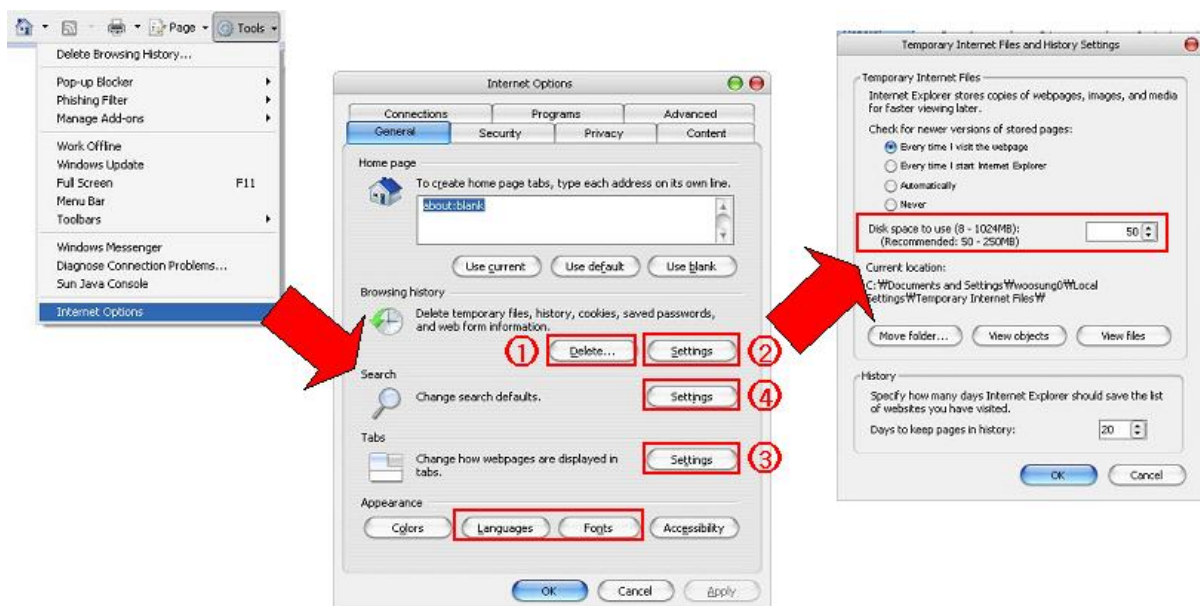 Page
Tools
Delete Browsing History...
Pop-up Blocker
Phishing Filter
Manage Add-ons
Work Offline
Windows Update
Full Screen F11
Menu Bar
Toolbars
Windows Messenger
Diagnose Connection Problems...
Sun Java Console
Internet Options
Internet Options
Connections Programs Advanced
General Security Privacy Content
Home page
To create home page tabs, type each address on its own line.
about:blank
Use current Use default Use blank
Browsing history
Delete temporary files, history, cookies, saved passwords,
and web form information.
① Delete... Settings ②
Search
Change search defaults. Settings ④
Tabs
Change how webpages are displayed in
tabs.
Settings ③
Appearance
Colors Languages Fonts Accessibility
OK Cancel Apply
Temporary Internet Files and History Settings
Temporary Internet Files
Internet Explorer stores copies of webpages, images, and media
for faster viewing later.
Check for newer versions of stored pages:
Every time I visit the webpage
Every time I start Internet Explorer
Automatically
Never
Disk space to use (8 - 1024MB): 50
(Recommended: 50 - 250MB)
Current location:
C:₩Documents and Settings₩woosung0₩Local
Settings₩Temporary Internet Files₩
Move folder... View objects View files
History
Specify how many days Internet Explorer should save the list
of websites you have visited.
Days to keep pages in history: 20
OK Cancel